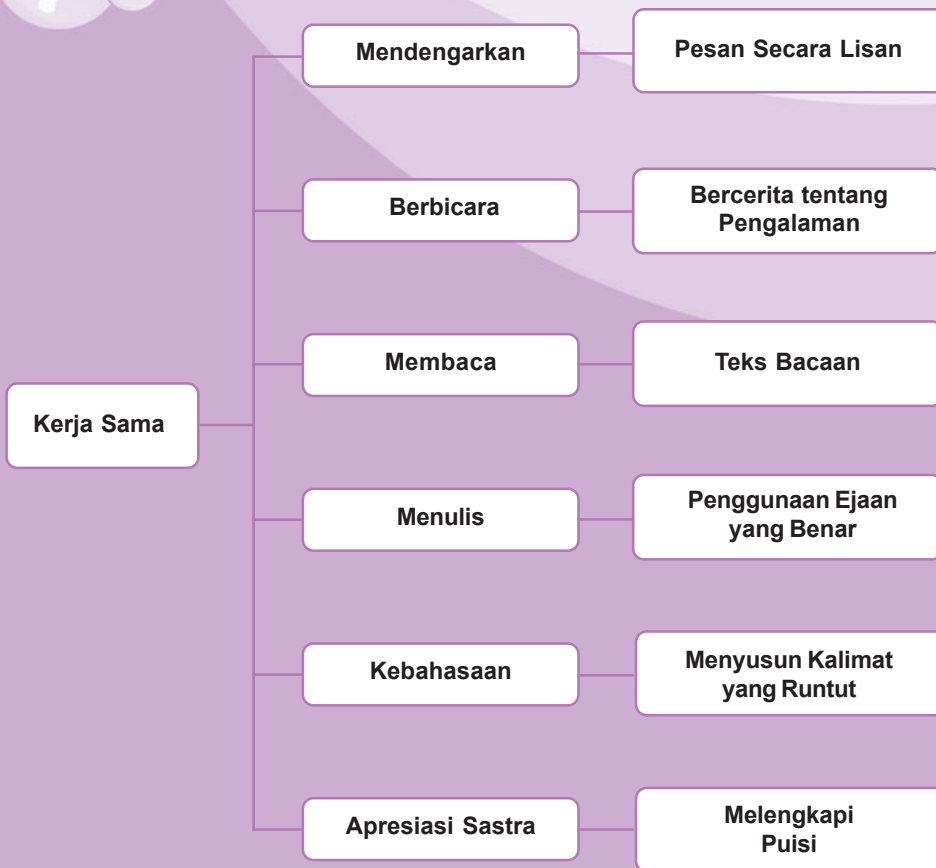 Mendengarkan
Pesan Secara Lisan
Berbicara
Bercerita tentang
Pengalaman
Membaca
Teks Bacaan
Kerja Sama
Menulis
Penggunaan Ejaan
yang Benar
Kebahasaan
Menyusun Kalimat
yang Runtut
Apresiasi Sastra
Melengkapi
Puisi